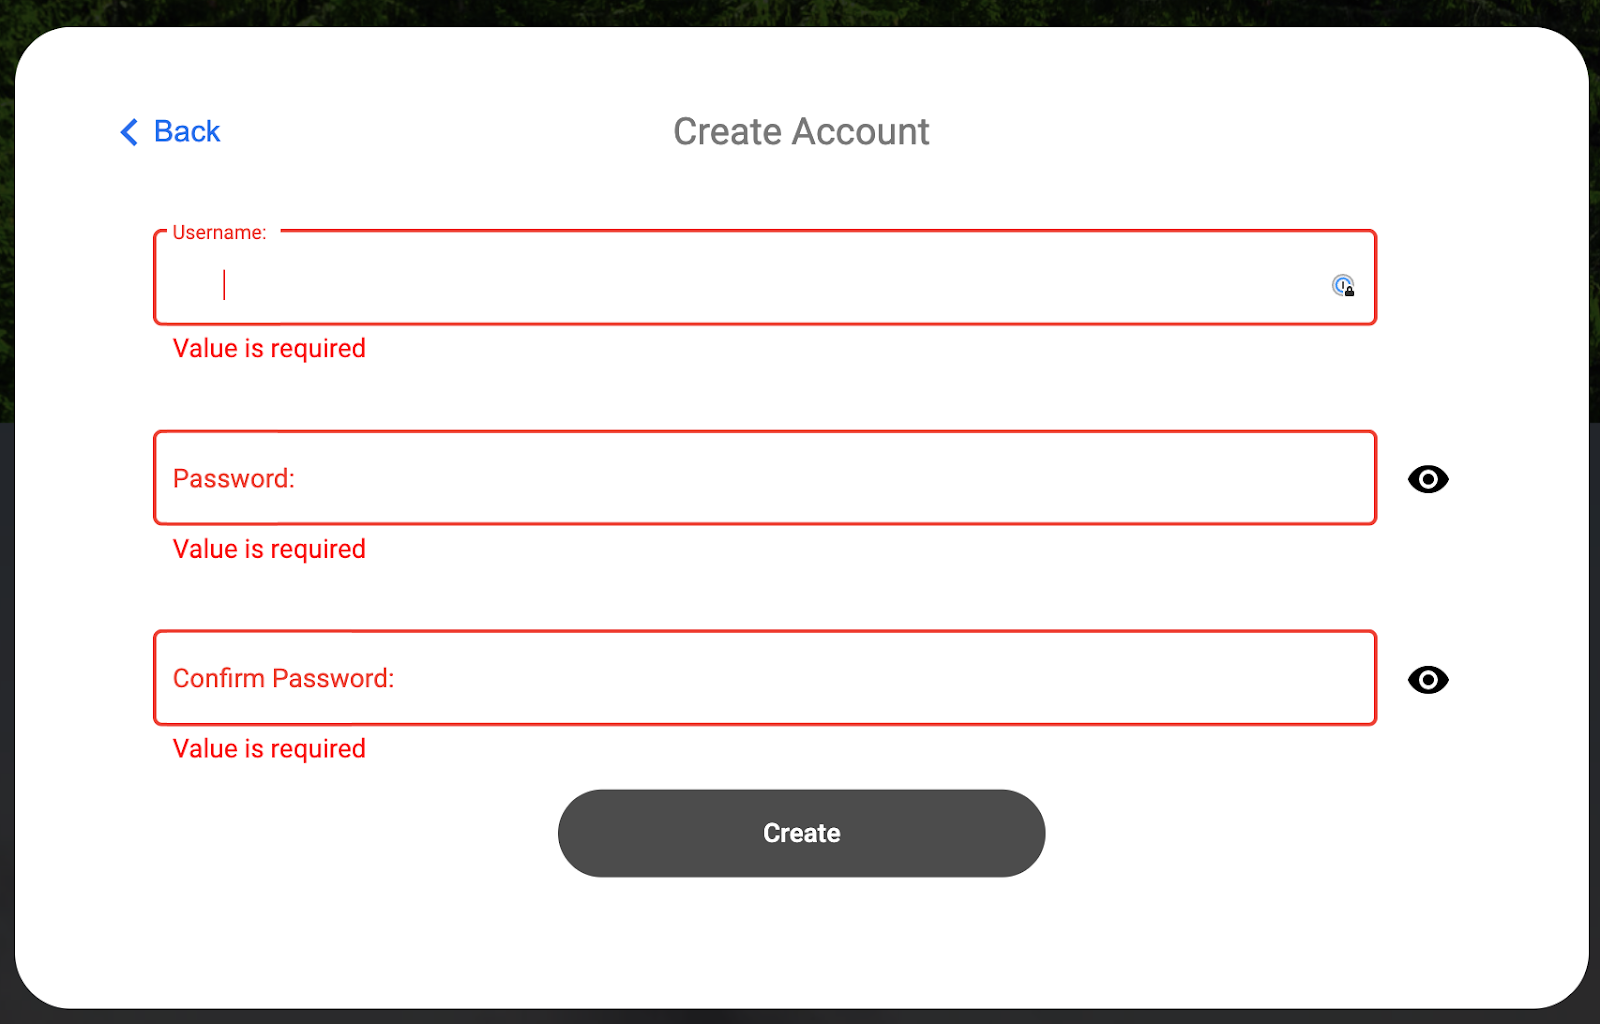 Back
Create Account
Username:
Value is required
Password:
Value is required
Confirm Password:
Value is required
Create